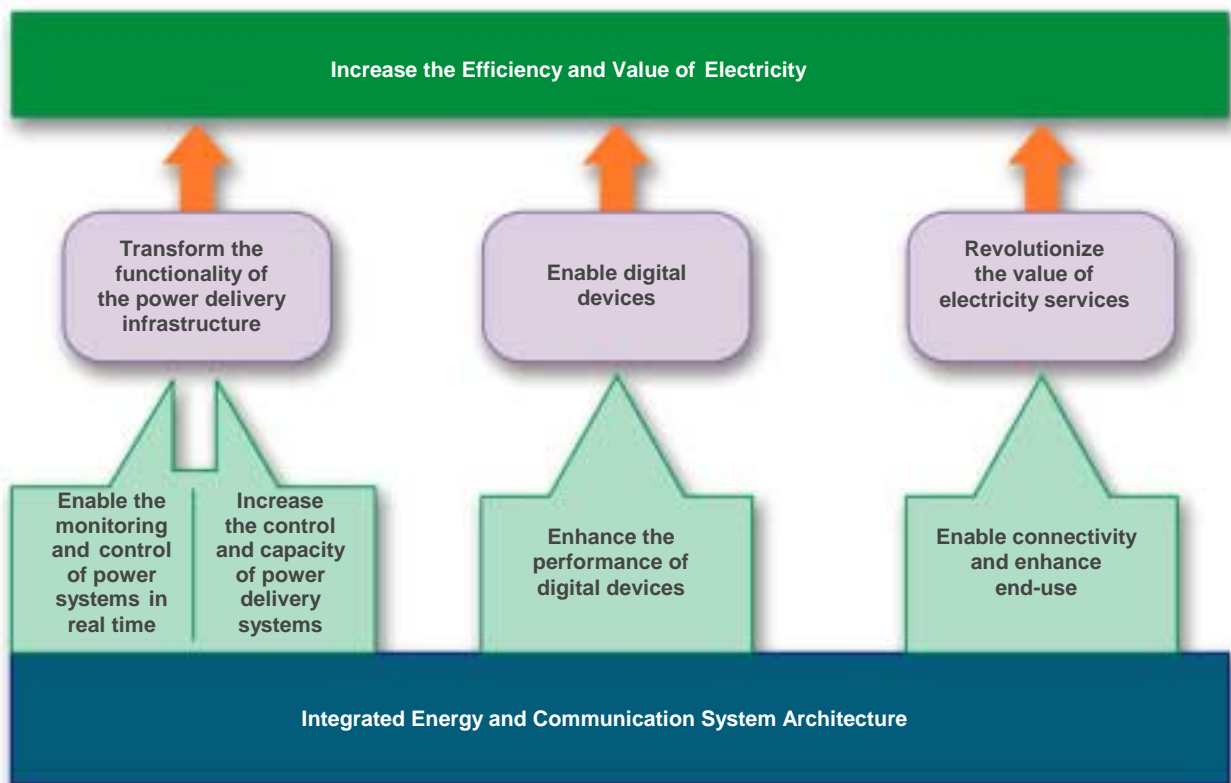 Increase the Efficiency and Value of Electricity
Transform the
functionality of
the power delivery
infrastructure
Enable digital
devices
Revolutionize
the value of
electricity services
Enable the
monitoring
and control
of power
systems in
real time
Increase
the control
and capacity
of power
delivery
systems
Enhance the
performance of
digital devices
Enable connectivity
and enhance
end-use
Integrated Energy and Communication System Architecture